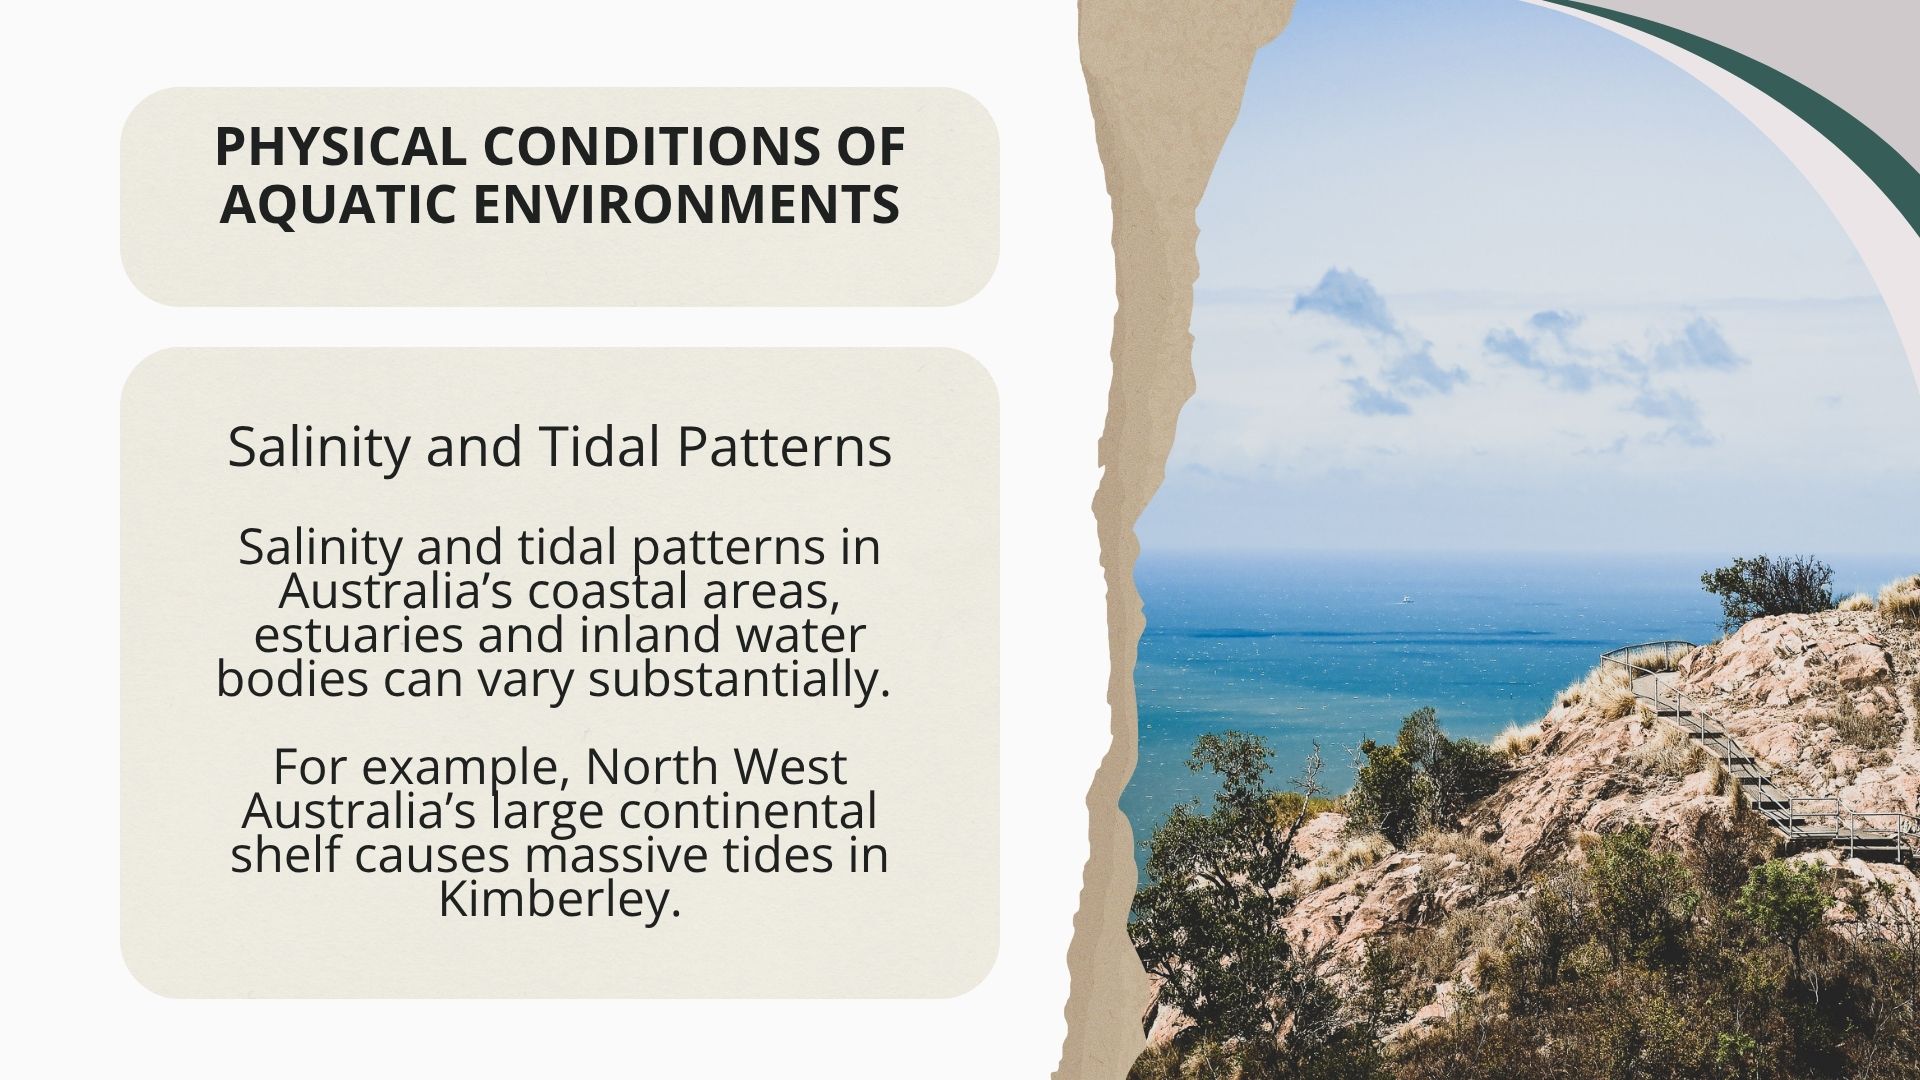 PHYSICAL CONDITIONS OF
AQUATIC ENVIRONMENTS
Salinity and Tidal Patterns
Salinity and tidal patterns in
Australia’s coastal areas,
estuaries and inland water
bodies can vary substantially.
For example, North West
Australia’s large continental
shelf causes massive tides in
Kimberley.